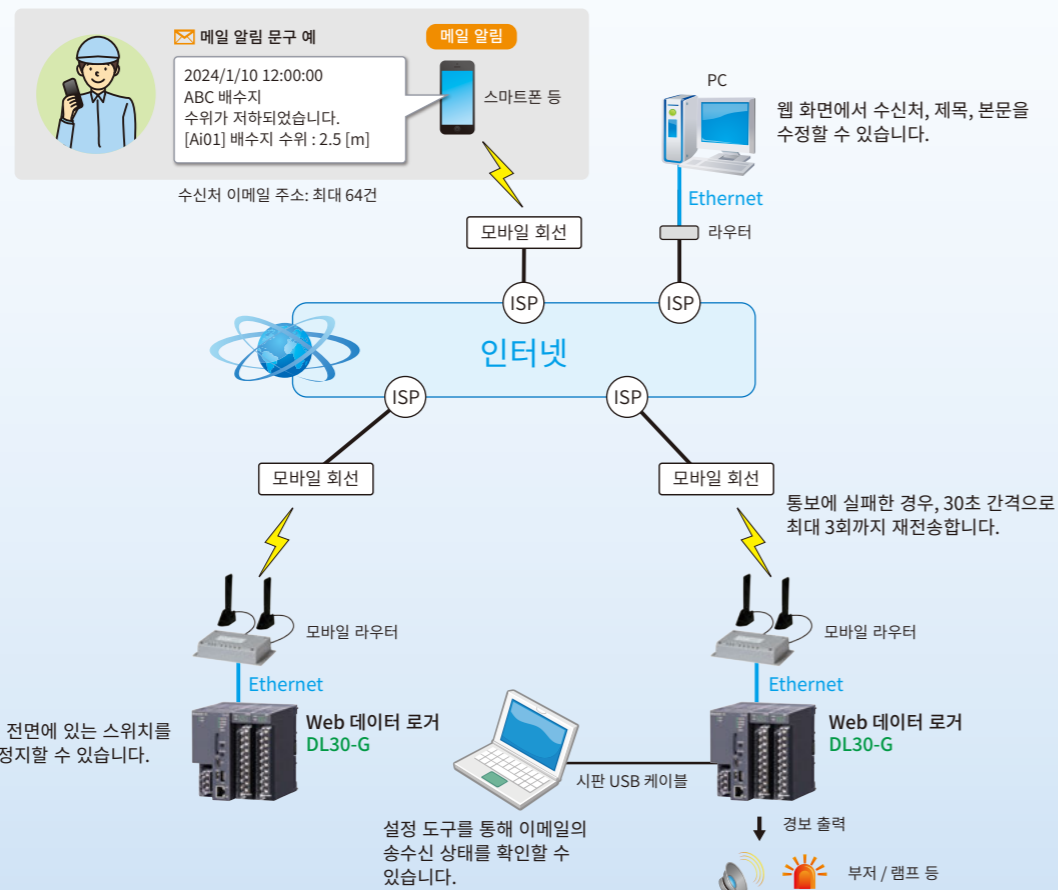 메일 알림 문구 예
메일 알림
2024/1/10 12:00:00
ABC 배수지
수위가 저하되었습니다.
[Ai01] 배수지 수위 : 2.5 [m]
스마트폰 등
수신처 이메일 주소: 최대 64건
PC
웹 화면에서 수신처, 제목, 본문을
수정할 수 있습니다.
Ethernet
라우터
모바일 회선
ISP
ISP
인터넷
ISP
ISP
모바일 회선
모바일 회선
통보에 실패한 경우, 30초 간격으로
최대 3회까지 재전송합니다.
모바일 라우터
모바일 라우터
Ethernet
Ethernet
전면에 있는 스위치를
정지할 수 있습니다.
Web 데이터 로거
DL30-G
Web 데이터 로거
DL30-G
시판 USB 케이블
설정 도구를 통해 이메일의
송수신 상태를 확인할 수
있습니다.
경보 출력
부저 / 램프 등